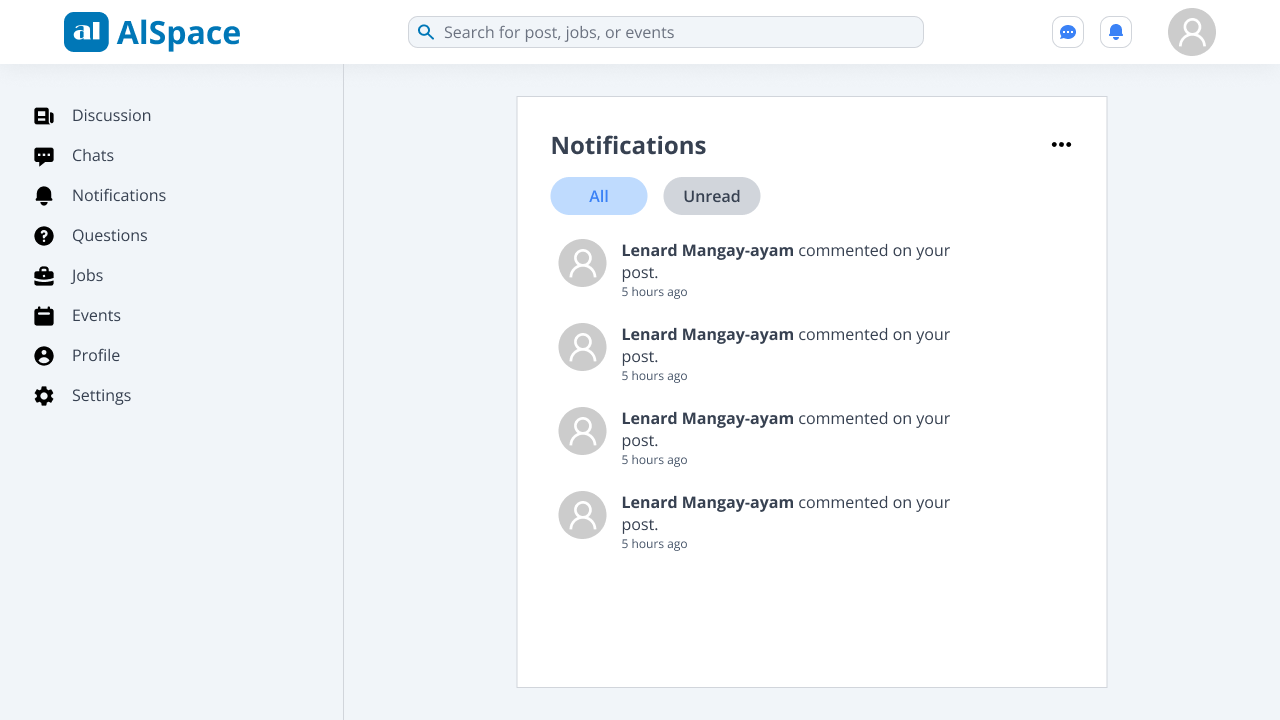 al AlSpace
Search for post, jobs, or events
Discussion
Chats
Notifications
Questions
Jobs
Events
Profile
Settings
Notifications
All
Unread
Lenard Mangay-ayam commented on your
post.
5 hours ago
Lenard Mangay-ayam commented on your
post.
5 hours ago
Lenard Mangay-ayam commented on your
post.
5 hours ago
Lenard Mangay-ayam commented on your
post.
5 hours ago